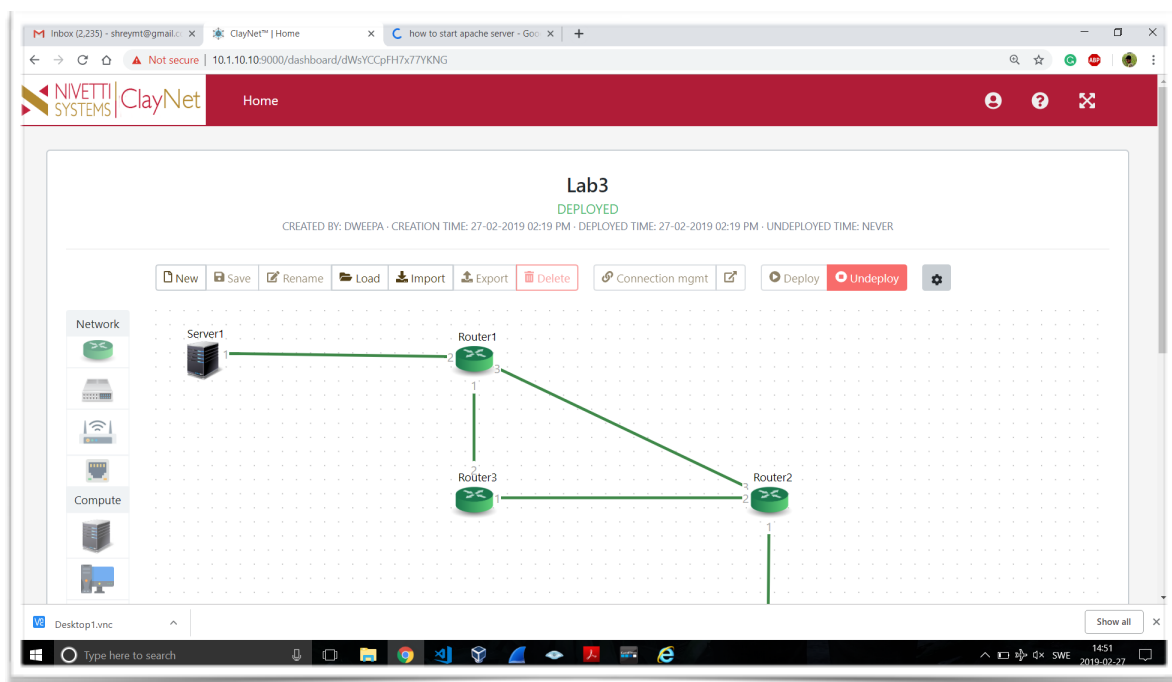 Inbox (2,235) - shreymt@gmail.c
ClayNet™ | Home
how to start apache server - Goo
Not secure | 10.1.10.10:9000/dashboard/dWsYCCpFH7x77YKNG
ABP
NIVETTI SYSTEMS | ClayNet
Home
Lab3
DEPLOYED
CREATED BY: DWEEPA · CREATION TIME: 27-02-2019 02:19 PM · DEPLOYED TIME: 27-02-2019 02:19 PM · UNDEPLOYED TIME: NEVER
New Save Rename Load Import Export Delete Connection mgmt Deploy Undeploy
Network
Server1
1
Router1
2
3
1
2
Router3
1
Router2
3
2
1
Compute
Desktop1.vnc
Show all
Type here to search
SWE
14:51
2019-02-27